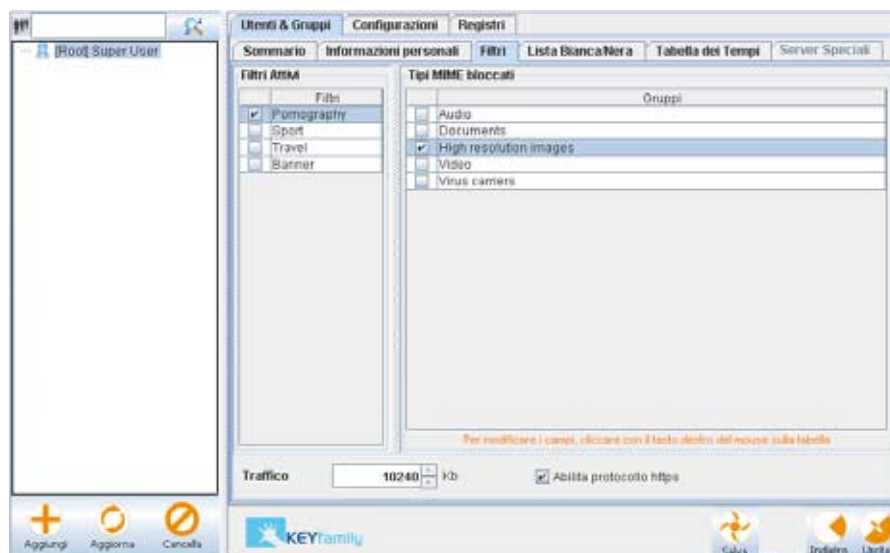 Utenti & Gruppi Configurazioni Registri
[Root] Super User
Sommario Informazioni personali Filtri Lista Bianca/Nera Tabella dei Tempi Server Speciali
Filtri Attivi
Tipi MIME bloccati
Filtri
Gruppi
Pornography
Sport
Travel
Banner
Audio
Documents
High resolution images
Video
Virus carriers
Per modificare i campi, cliccare con il tasto destro del mouse sulla tabella
Traffico 10240 Kb Abilita protocollo https
Aggiungi Aggiorna Cancella
KEYfamily
Salva Indietro